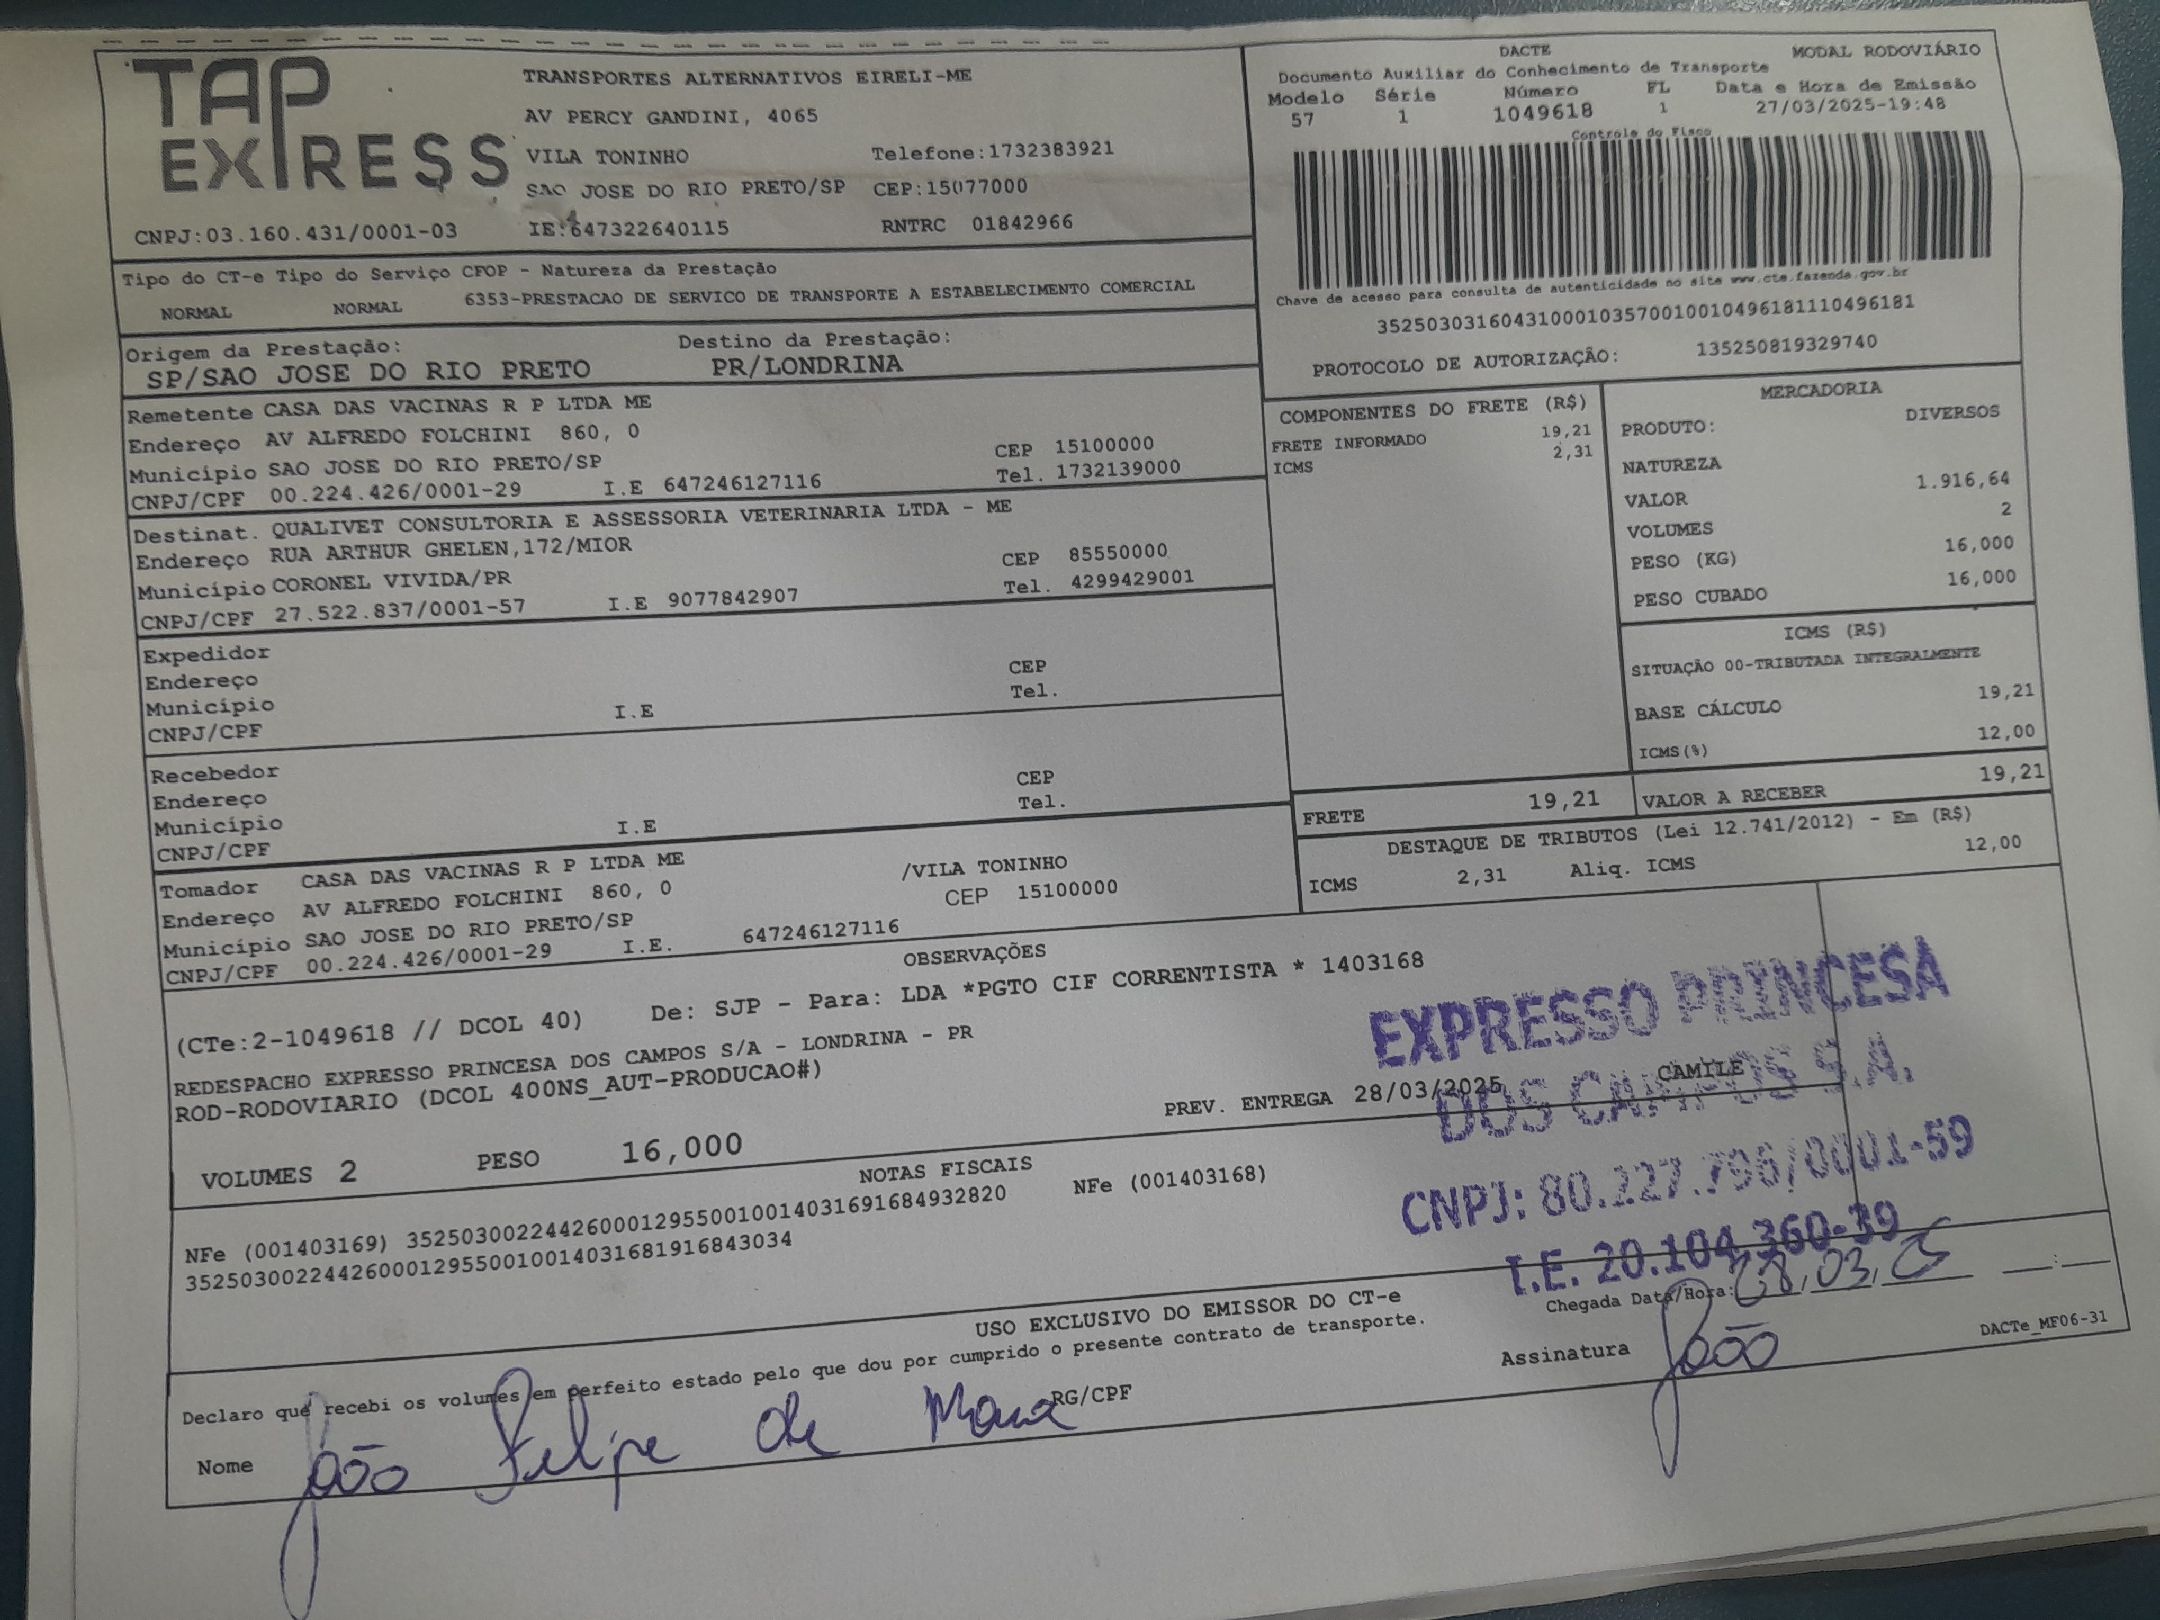 TAP EXPRESS
TRANSPORTES ALTERNATIVOS EIRELI-ME
AV PERCY GANDINI, 4065
VILA TONINHO Telefone:1732383921
SAO JOSE DO RIO PRETO/SP CEP:15077000
CNPJ:03.160.431/0001-03 IE:647322640115 RNTRC 01842966
DACTE MODAL RODOVIÁRIO
Documento Auxiliar do Conhecimento de Transporte
Modelo Série Número FL Data e Hora de Emissão
57 1 1049618 1 27/03/2025-19:48
Controle do Fisco
Chave de acesso para consulta de autenticidade no site www.cte.fazenda.gov.br
35250303160431000103570010010496181110496181
PROTOCOLO DE AUTORIZAÇÃO: 135250819329740
Tipo do CT-e Tipo do Serviço CFOP - Natureza da Prestação
NORMAL NORMAL 6353-PRESTACAO DE SERVICO DE TRANSPORTE A ESTABELECIMENTO COMERCIAL
Origem da Prestação: Destino da Prestação:
SP/SAO JOSE DO RIO PRETO PR/LONDRINA
Remetente CASA DAS VACINAS R P LTDA ME
Endereço AV ALFREDO FOLCHINI 860, 0 CEP 15100000
Município SAO JOSE DO RIO PRETO/SP Tel. 1732139000
CNPJ/CPF 00.224.426/0001-29 I.E 647246127116
Destinat. QUALIVET CONSULTORIA E ASSESSORIA VETERINARIA LTDA - ME
Endereço RUA ARTHUR GHELEN,172/MIOR CEP 85550000
Município CORONEL VIVIDA/PR Tel. 4299429001
CNPJ/CPF 27.522.837/0001-57 I.E 9077842907
Expedidor
Endereço CEP
Município Tel.
CNPJ/CPF I.E
Recebedor
Endereço CEP
Município Tel.
CNPJ/CPF I.E
Tomador CASA DAS VACINAS R P LTDA ME /VILA TONINHO
Endereço AV ALFREDO FOLCHINI 860, 0 CEP 15100000
Município SAO JOSE DO RIO PRETO/SP
CNPJ/CPF 00.224.426/0001-29 I.E. 647246127116
COMPONENTES DO FRETE (R$)
FRETE INFORMADO 19,21
ICMS 2,31
MERCADORIA
PRODUTO: DIVERSOS
NATUREZA
VALOR 1.916,64
VOLUMES 2
PESO (KG) 16,000
PESO CUBADO 16,000
ICMS (R$)
SITUAÇÃO 00-TRIBUTADA INTEGRALMENTE
BASE CÁLCULO 19,21
ICMS(%) 12,00
FRETE 19,21 VALOR A RECEBER 19,21
DESTAQUE DE TRIBUTOS (Lei 12.741/2012) - Em (R$)
ICMS 2,31 Aliq. ICMS 12,00
OBSERVAÇÕES
(CTe:2-1049618 // DCOL 40) De: SJP - Para: LDA *PGTO CIF CORRENTISTA * 1403168
REDESPACHO EXPRESSO PRINCESA DOS CAMPOS S/A - LONDRINA - PR
ROD-RODOVIARIO (DCOL 400NS_AUT-PRODUCAO#)
PREV. ENTREGA 28/03/2025 CAMILE
VOLUMES 2 PESO 16,000
EXPRESSO PRINCESA
DOS CAMPOS S.A.
CNPJ: 80.227.796/0001-59
I.E. 20.104.360-39
NOTAS FISCAIS
NFe (001403169) 35250300224426000129550010014031691684932820 NFe (001403168)
35250300224426000129550010014031681916843034
USO EXCLUSIVO DO EMISSOR DO CT-e
Declaro que recebi os volumes em perfeito estado pelo que dou por cumprido o presente contrato de transporte.
Chegada Data/Hora: 28,03,25
Nome João Felipe de RG/CPF
Assinatura João
DACTe_MF06-31